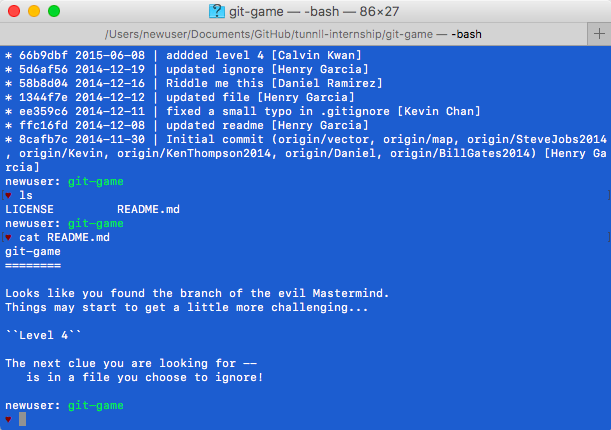 git-game — -bash — 86×27
/Users/newuser/Documents/GitHub/tunnll-internship/git-game — -bash
+
* 66b9dbf 2015-06-08 | addded level 4 [Calvin Kwan]
* 5d6af56 2014-12-19 | updated ignore [Henry Garcia]
* 58b8d04 2014-12-16 | Riddle me this [Daniel Ramirez]
* 1344f7e 2014-12-12 | updated file [Henry Garcia]
* ee359c6 2014-12-11 | fixed a small typo in .gitignore [Kevin Chan]
* ffc16fd 2014-12-08 | updated readme [Henry Garcia]
* 8cafb7c 2014-11-30 | Initial commit (origin/vector, origin/map, origin/SteveJobs2014
, origin/Kevin, origin/KenThompson2014, origin/Daniel, origin/BillGates2014) [Henry Ga
rcia]
newuser: git-game
♥ ls
LICENSE README.md
newuser: git-game
♥ cat README.md
git-game
========
Looks like you found the branch of the evil Mastermind.
Things may start to get a little more challenging...
``Level 4``
The next clue you are looking for --
is in a file you choose to ignore!
newuser: git-game
♥